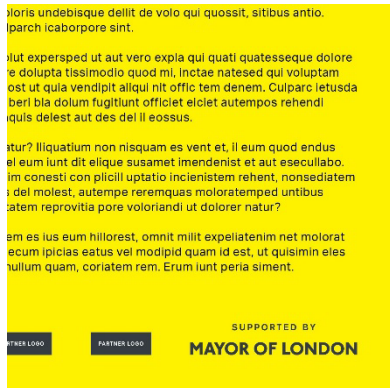 loris undebisque dellit de volo qui quossit, sitibus antio.
lparch icaborpore sint.
olut expersped ut aut vero expla qui quati quatesseque dolore
re dolupta tissimodio quod mi, inctae natesed qui voluptam
ost ut quia vendipit aliqui nit offic tem denem. Culparc ietusda
beri bla dolum fugitiunt officiet eiciet autempos rehendi
quis delest aut des del il eossus.
atur? Iliquatium non nisquam es vent et, il eum quod endus
el eum iunt dit elique susamet imendenist et aut esecullabo.
im conesti con plicill uptatio incienistem rehent, nonsediatem
s del molest, autempe reremquas moloratemped untibus
tatem reprovitia pore voloriandi ut dolorer natur?
em es ius eum hillorest, omnit milit expeliatenim net molorat
ecum ipicias eatus vel modipid quam id est, ut quisimin eles
nullum quam, coriatem rem. Erum iunt peria siment.
SUPPORTED BY
RTNER LOGO PARTNER LOGO MAYOR OF LONDON